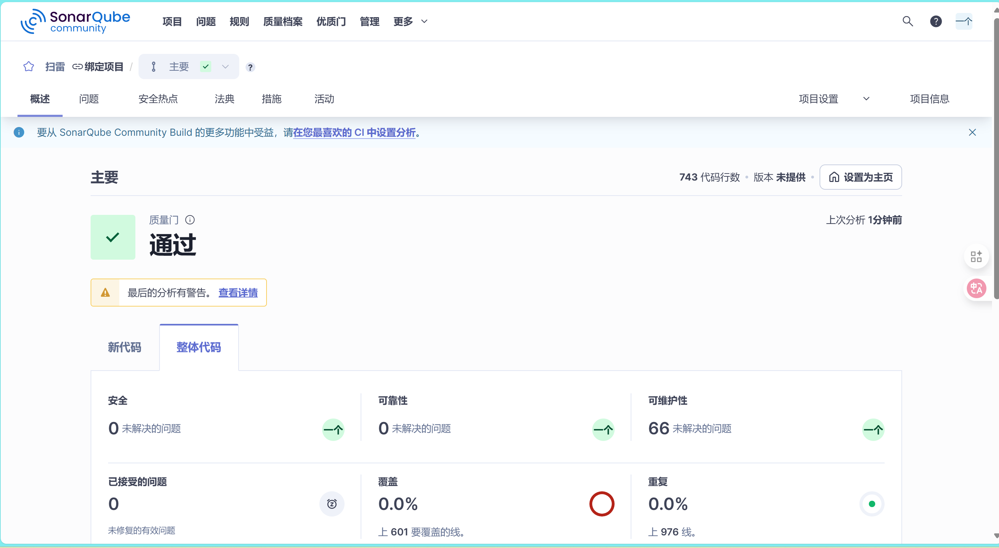 SonarQube community 项目 问题 规则 质量档案 优质门 管理 更多 ? 一个
扫雷 绑定项目 / 主要 ?
概述 问题 安全热点 法典 措施 活动 项目设置 项目信息
要从 SonarQube Community Build 的更多功能中受益，请在您最喜欢的 CI 中设置分析。
主要 743 代码行数 • 版本 未提供 • 设置为主页
质量门 上次分析 1分钟前
通过
最后的分析有警告。 查看详情
中A
新代码 整体代码
安全 可靠性 可维护性
0 未解决的问题 一个 0 未解决的问题 一个 66 未解决的问题 一个
已接受的问题 覆盖 重复
0 0.0% 0.0%
未修复的有效问题 上 601 要覆盖的线。 上 976 线。